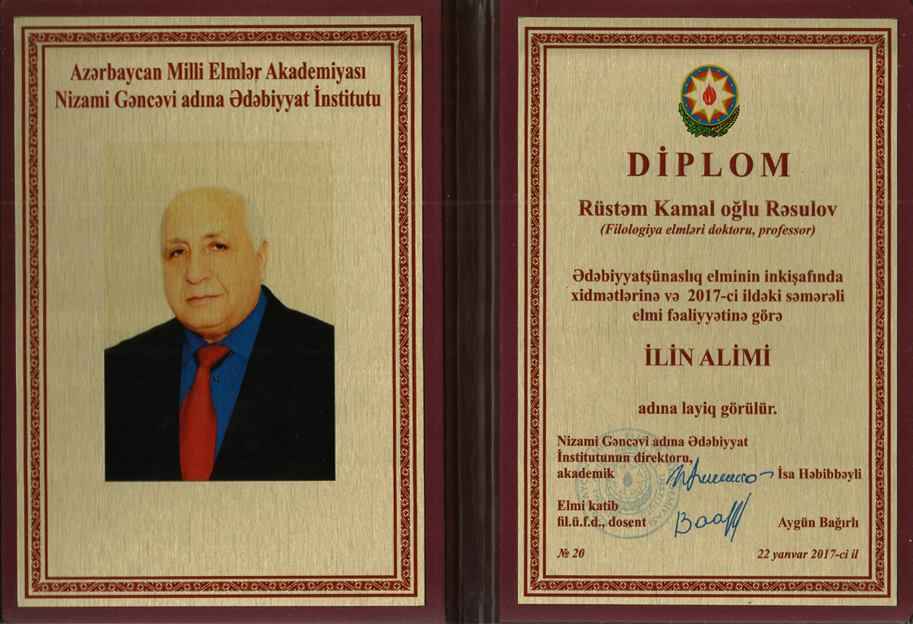 Azərbaycan Milli Elmlər Akademiyası
Nizami Gəncəvi adına Ədəbiyyat İnstitutu
DİPLOM
Rüstəm Kamal oğlu Rəsulov
(Filologiya elmləri doktoru, professor)
Ədəbiyyatşünaslıq elminin inkişafında
xidmətlərinə və 2017-ci ildəki səmərəli
elmi fəaliyyətinə görə
İLİN ALİMİ
adına layiq görülür.
Nizami Gəncəvi adına Ədəbiyyat
İnstitutunun direktoru,
akademik İsa Həbibbəyli
Elmi katib
fil.ü.f.d., dosent Aygün Bağırlı
№ 20 22 yanvar 2017-ci il